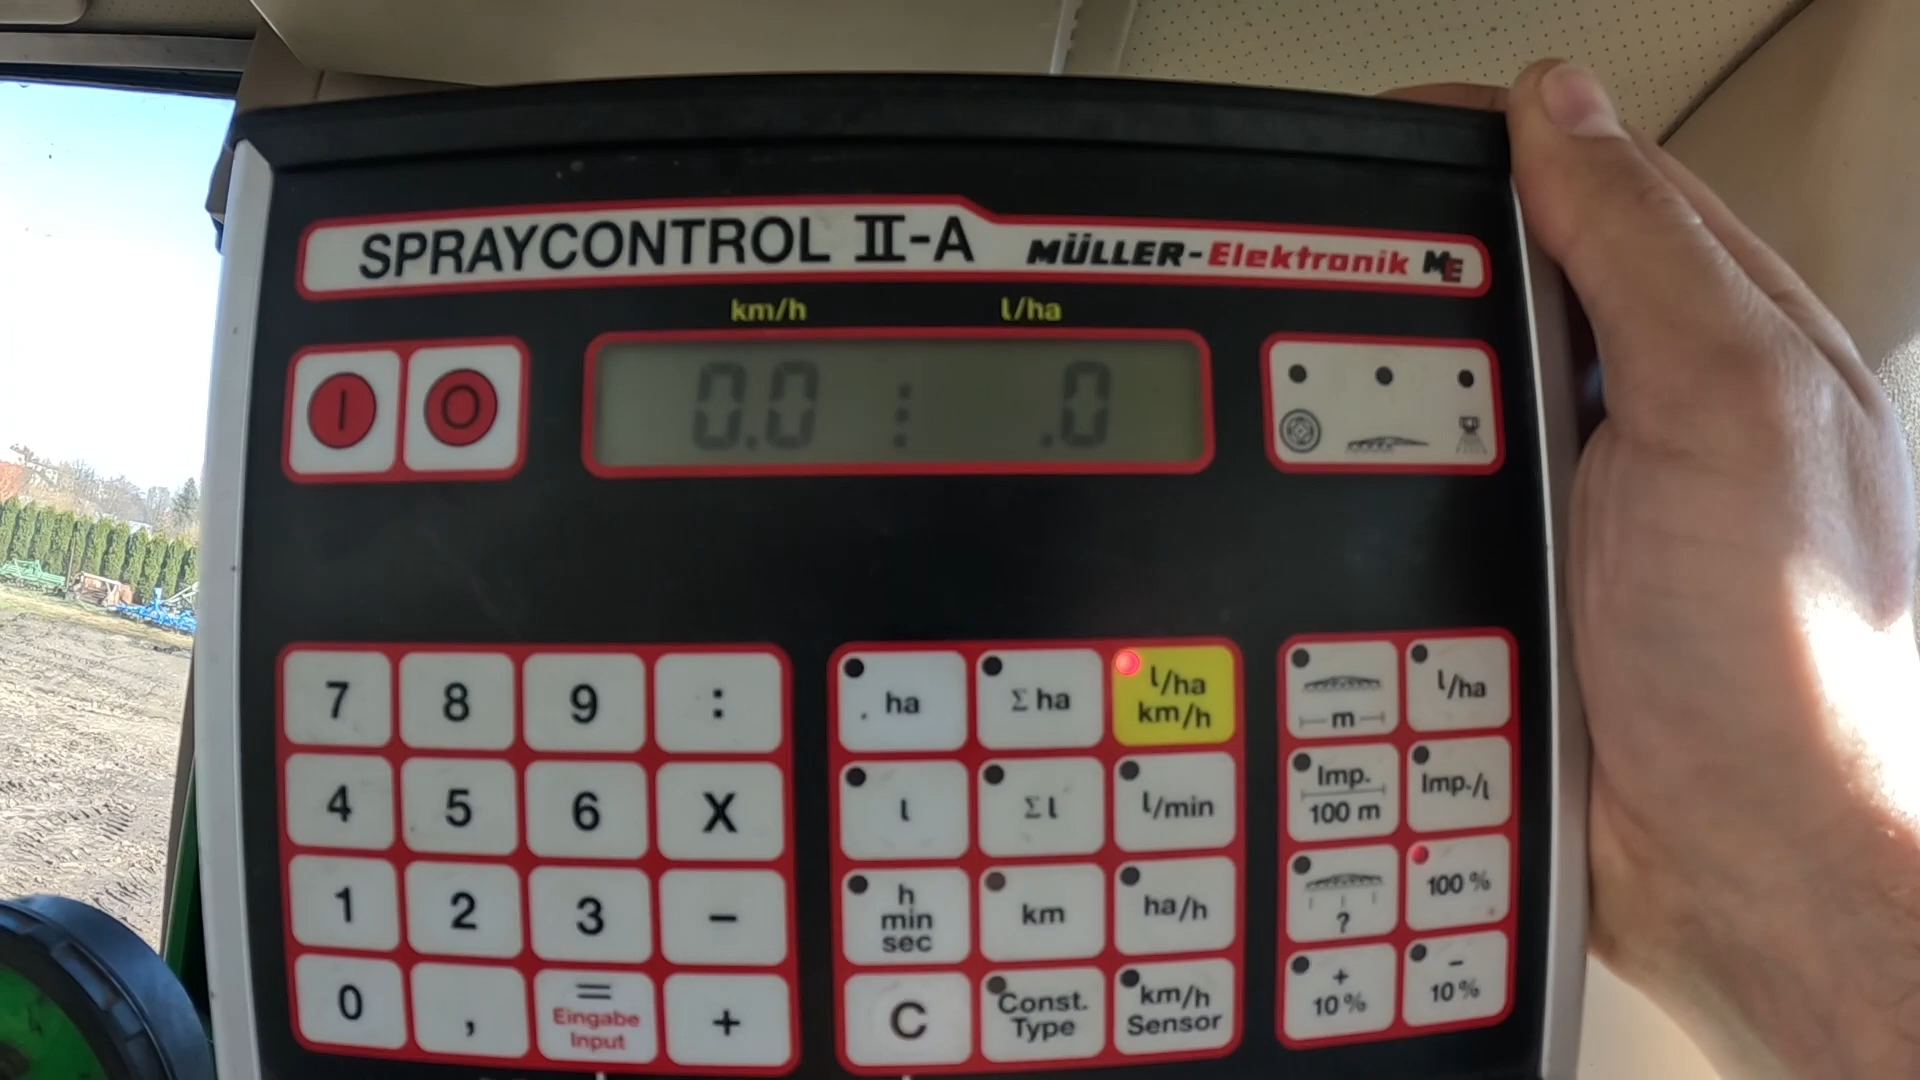 SPRAYCONTROL II-A MÜLLER-Elektronik ME
km/h l/ha
I O 0.0 : .0
7 8 9 :
4 5 6 X
1 2 3 -
0 , = Eingabe Input +
ha Σ ha l/ha km/h
l Σ l l/min
h min sec km ha/h
C Const. Type km/h Sensor
m l/ha
Imp. 100 m Imp./l
? 100 %
+ 10 % - 10 %